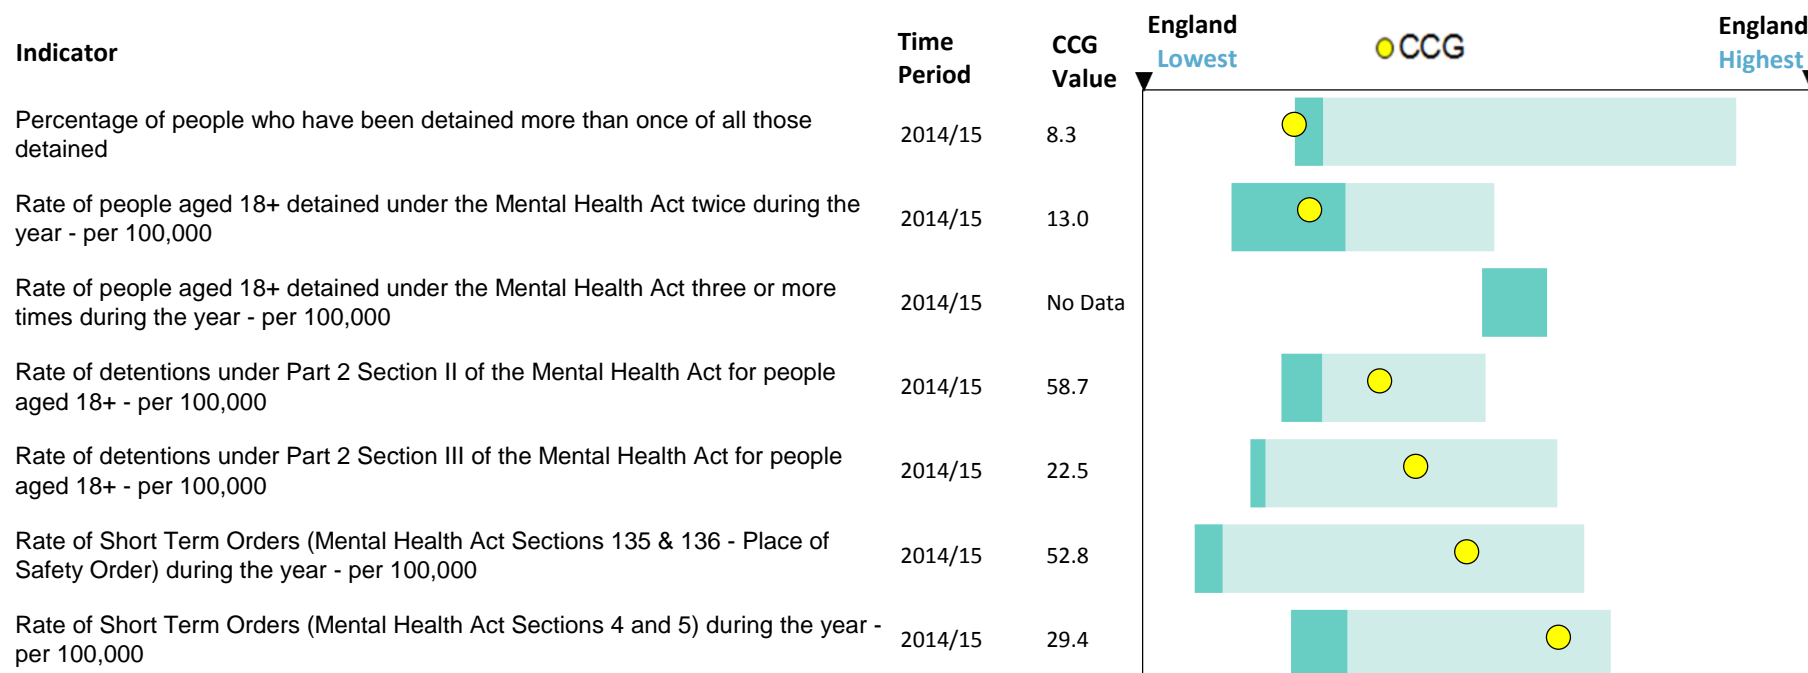 Indicator
Time
Period
CCG
Value
England
Lowest
CCG
England
Highest
Percentage of people who have been detained more than once of all those
detained
2014/15
8.3
Rate of people aged 18+ detained under the Mental Health Act twice during the
year - per 100,000
2014/15
13.0
Rate of people aged 18+ detained under the Mental Health Act three or more
times during the year - per 100,000
2014/15
No Data
Rate of detentions under Part 2 Section II of the Mental Health Act for people
aged 18+ - per 100,000
2014/15
58.7
Rate of detentions under Part 2 Section III of the Mental Health Act for people
aged 18+ - per 100,000
2014/15
22.5
Rate of Short Term Orders (Mental Health Act Sections 135 & 136 - Place of
Safety Order) during the year - per 100,000
2014/15
52.8
Rate of Short Term Orders (Mental Health Act Sections 4 and 5) during the year -
per 100,000
2014/15
29.4